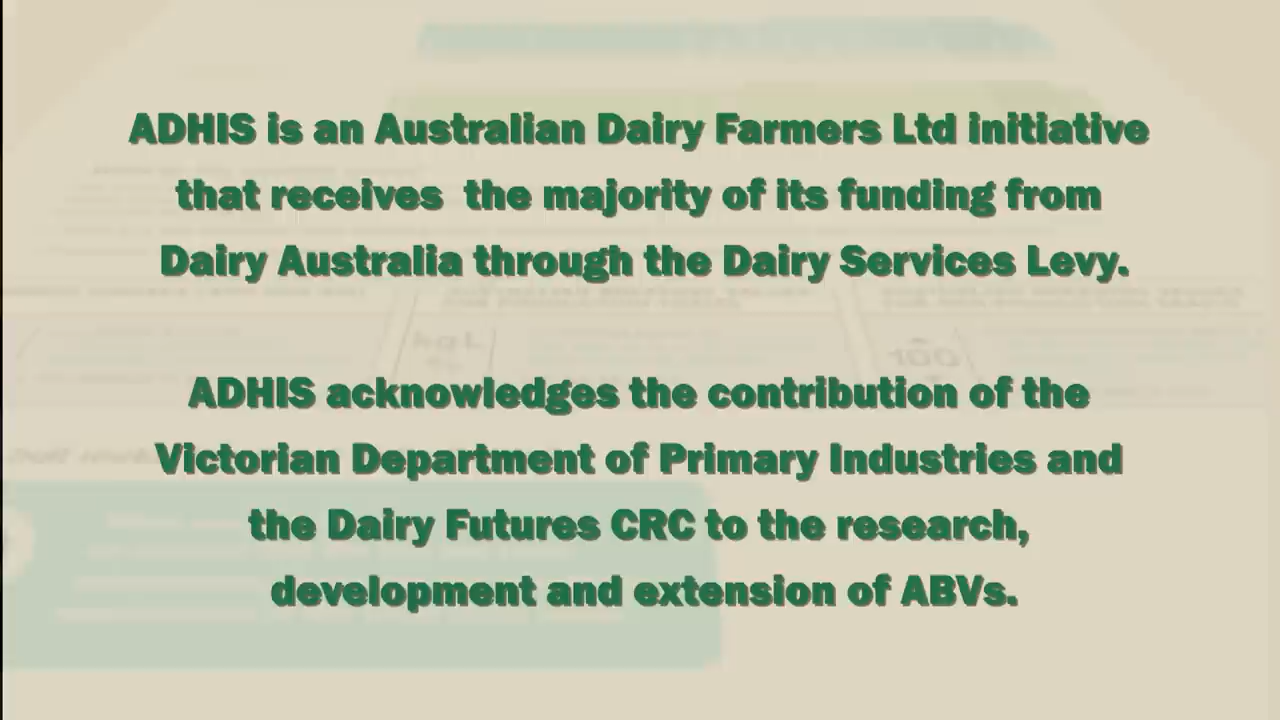 ADHIS is an Australian Dairy Farmers Ltd initiative
that receives the majority of its funding from
Dairy Australia through the Dairy Services Levy.
ADHIS acknowledges the contribution of the
Victorian Department of Primary Industries and
the Dairy Futures CRC to the research,
development and extension of ABVs.
kg L
100